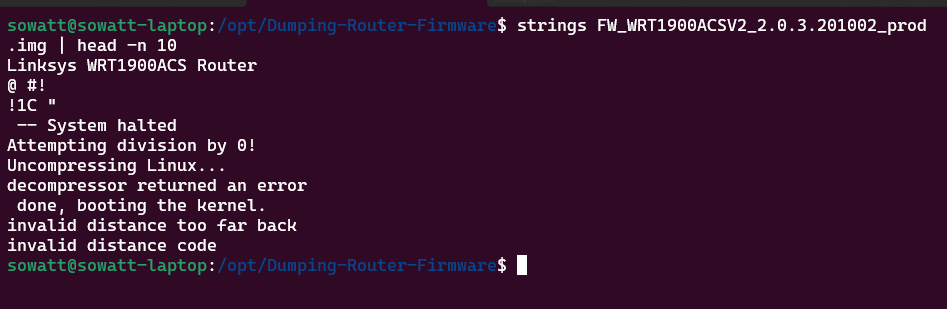 sowatt@sowatt-laptop:/opt/Dumping-Router-Firmware$ strings FW_WRT1900ACSV2_2.0.3.201002_prod
.img | head -n 10
Linksys WRT1900ACS Router
@ #!
!1C "
 -- System halted
Attempting division by 0!
Uncompressing Linux...
decompressor returned an error
 done, booting the kernel.
invalid distance too far back
invalid distance code
sowatt@sowatt-laptop:/opt/Dumping-Router-Firmware$